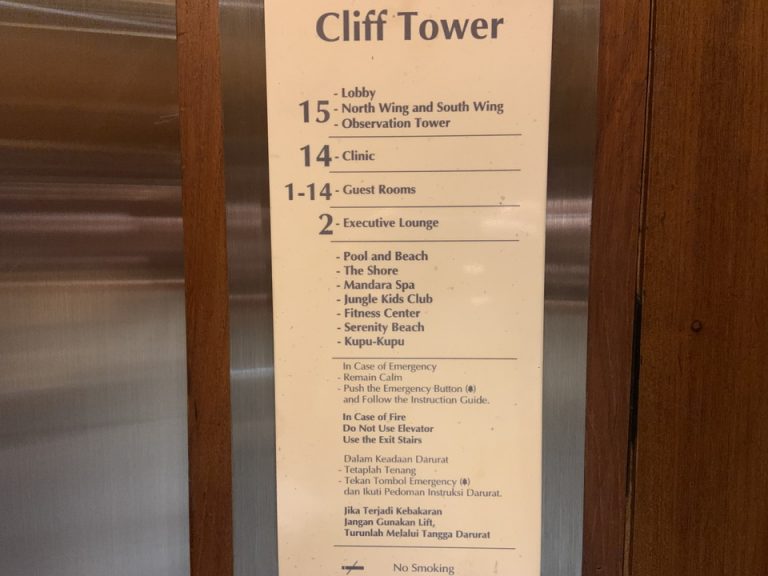 Cliff Tower
- Lobby
15 - North Wing and South Wing
- Observation Tower
14 - Clinic
1-14 - Guest Rooms
2 - Executive Lounge
- Pool and Beach
- The Shore
- Mandara Spa
- Jungle Kids Club
- Fitness Center
- Serenity Beach
- Kupu-Kupu
In Case of Emergency
- Remain Calm
- Push the Emergency Button (🔔)
and Follow the Instruction Guide.
In Case of Fire
Do Not Use Elevator
Use the Exit Stairs
Dalam Keadaan Darurat
- Tetaplah Tenang
- Tekan Tombol Emergency (🔔)
dan Ikuti Pedoman Instruksi Darurat.
Jika Terjadi Kebakaran
Jangan Gunakan Lift,
Turunlah Melalui Tangga Darurat
No Smoking